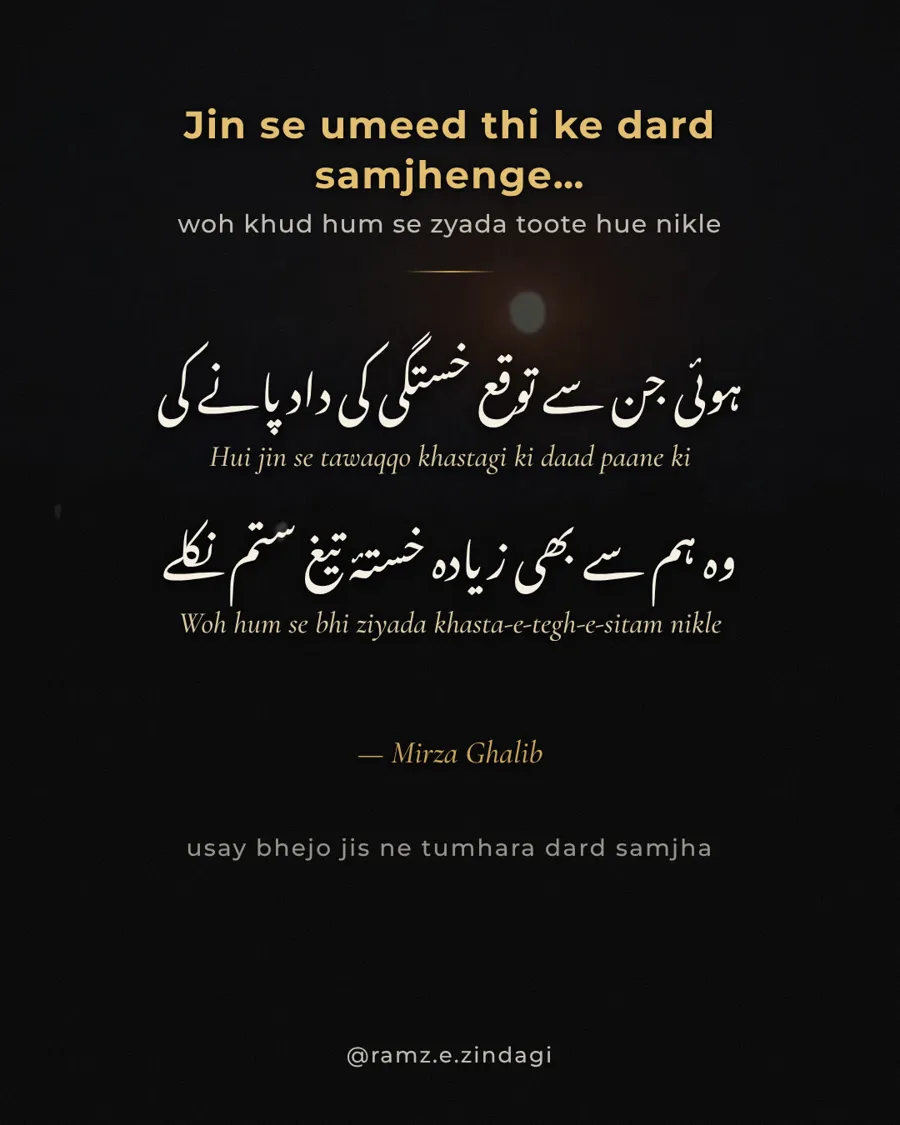 Jin se umeed thi ke dard
samjhenge...
woh khud hum se zyada toote hue nikle
ہوئی جن سے توقع خستگی کی داد پانے کی
Hui jin se tawaqqo khastagi ki daad paane ki
وہ ہم سے بھی زیادہ خستۂ تیغ ستم نکلے
Woh hum se bhi ziyada khasta-e-tegh-e-sitam nikle
— Mirza Ghalib
usay bhejo jis ne tumhara dard samjha
@ramz.e.zindagi